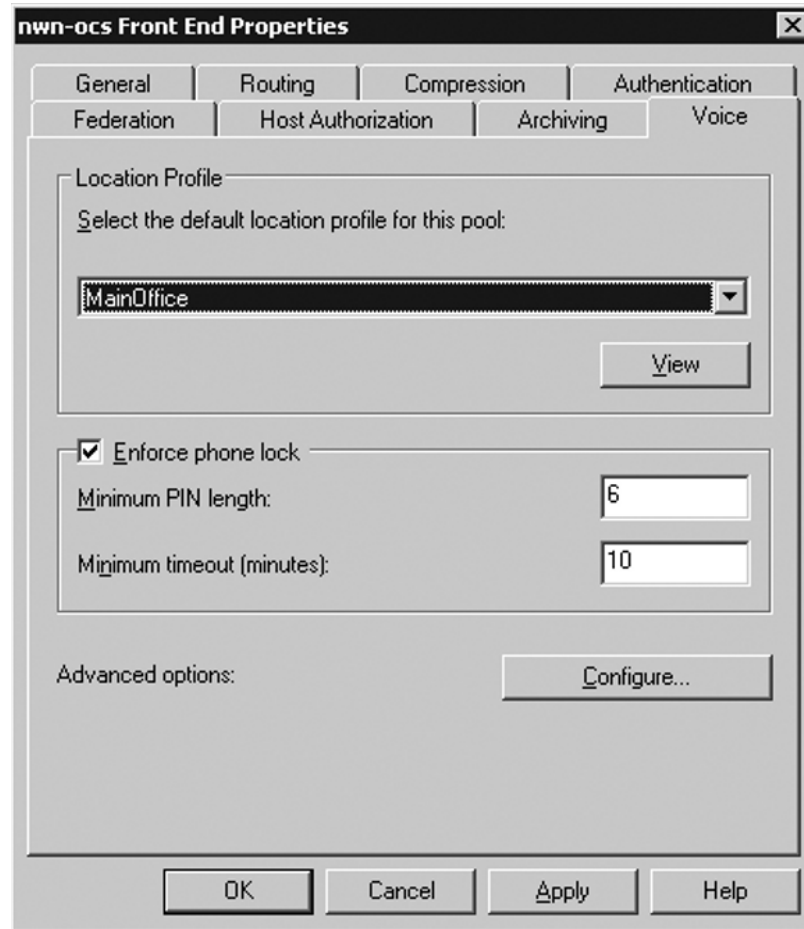 nwn-ocs Front End Properties
General Routing Compression Authentication
Federation Host Authorization Archiving Voice
Location Profile
Select the default location profile for this pool:
MainOffice
View
Enforce phone lock
Minimum PIN length: 6
Minimum timeout (minutes): 10
Advanced options: Configure...
OK Cancel Apply Help